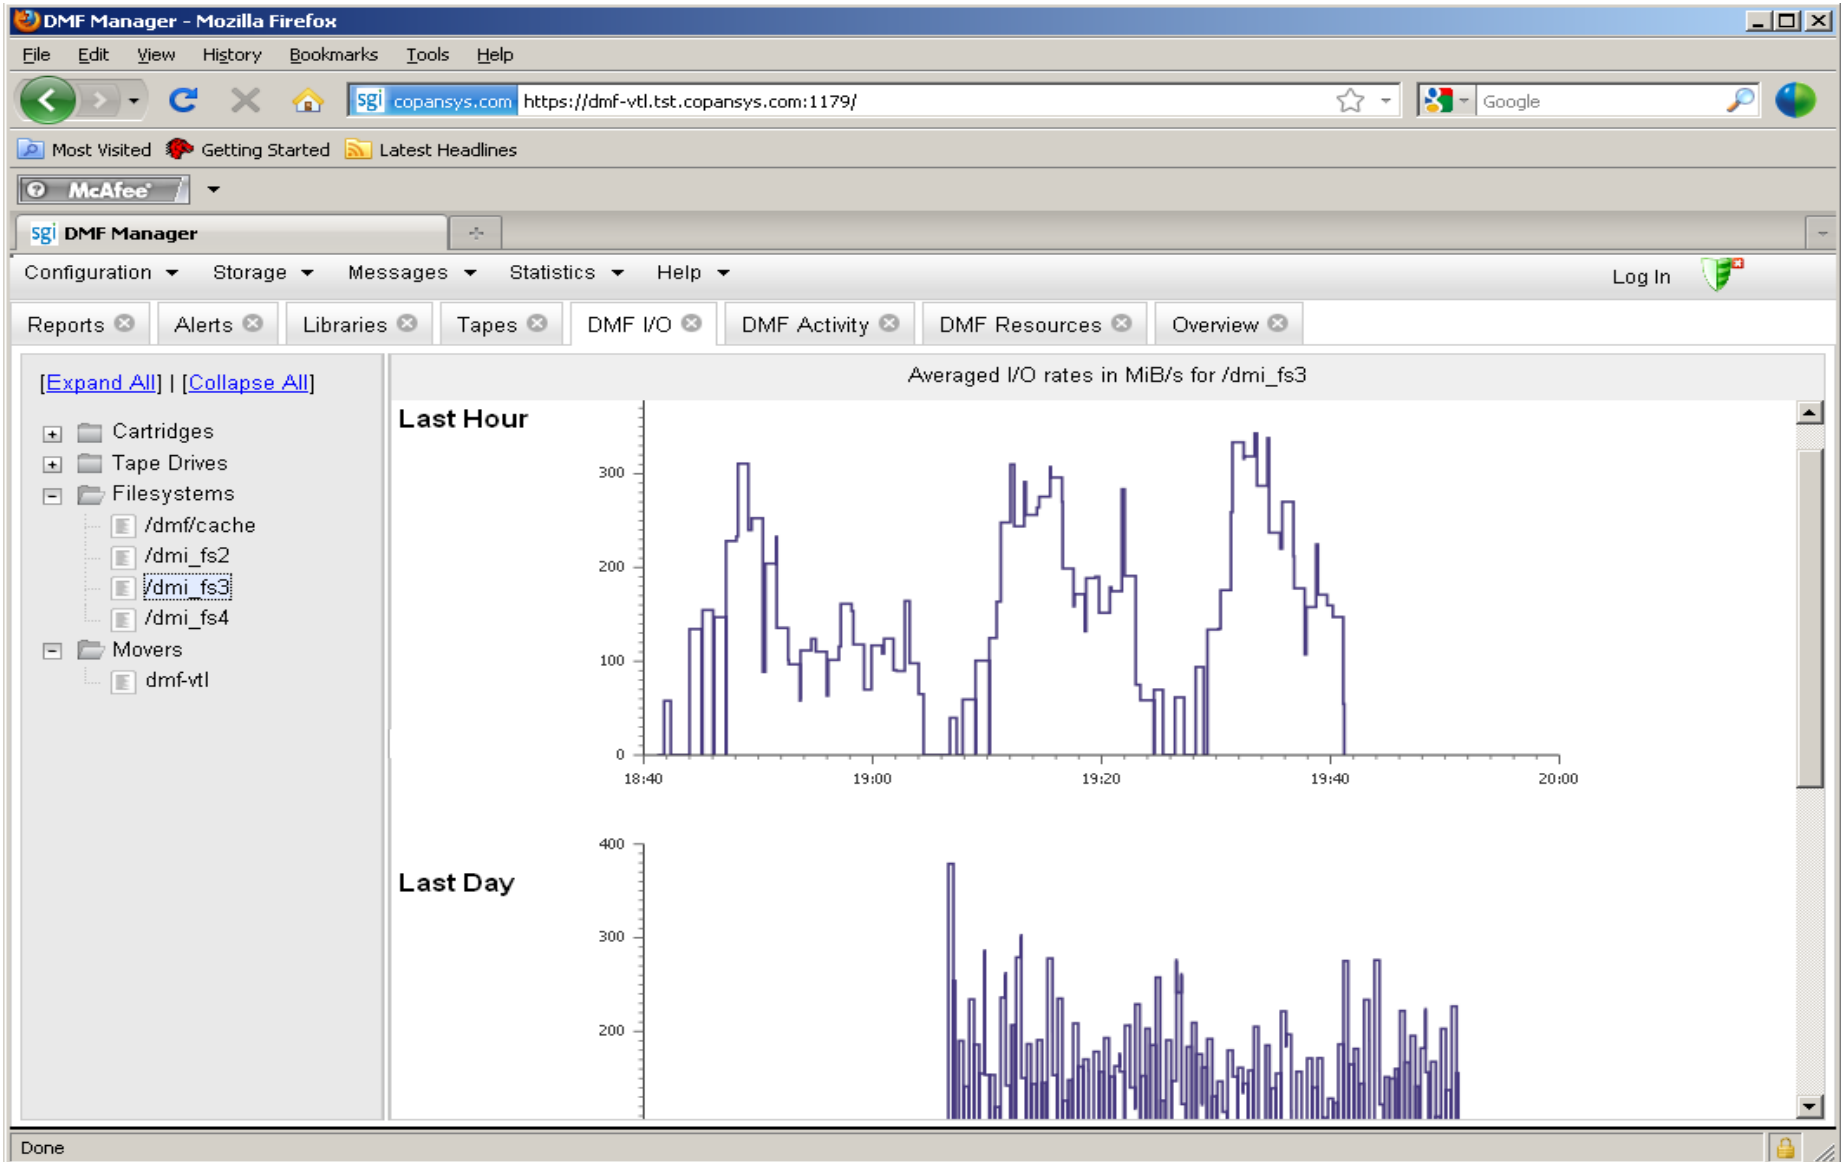 DMF Manager - Mozilla Firefox
File Edit View History Bookmarks Tools Help
sgi copansys.com https://dmf-vtl.tst.copansys.com:1179/ Google
Most Visited Getting Started Latest Headlines
McAfee
sgi DMF Manager
Configuration Storage Messages Statistics Help Log In
Reports Alerts Libraries Tapes DMF I/O DMF Activity DMF Resources Overview
[Expand All] | [Collapse All]
Cartridges
Tape Drives
Filesystems
/dmf/cache
/dmi_fs2
/dmi_fs3
/dmi_fs4
Movers
dmf-vtl
Averaged I/O rates in MiB/s for /dmi_fs3
Last Hour
300
200
100
0
18:40 19:00 19:20 19:40 20:00
Last Day
400
300
200
Done